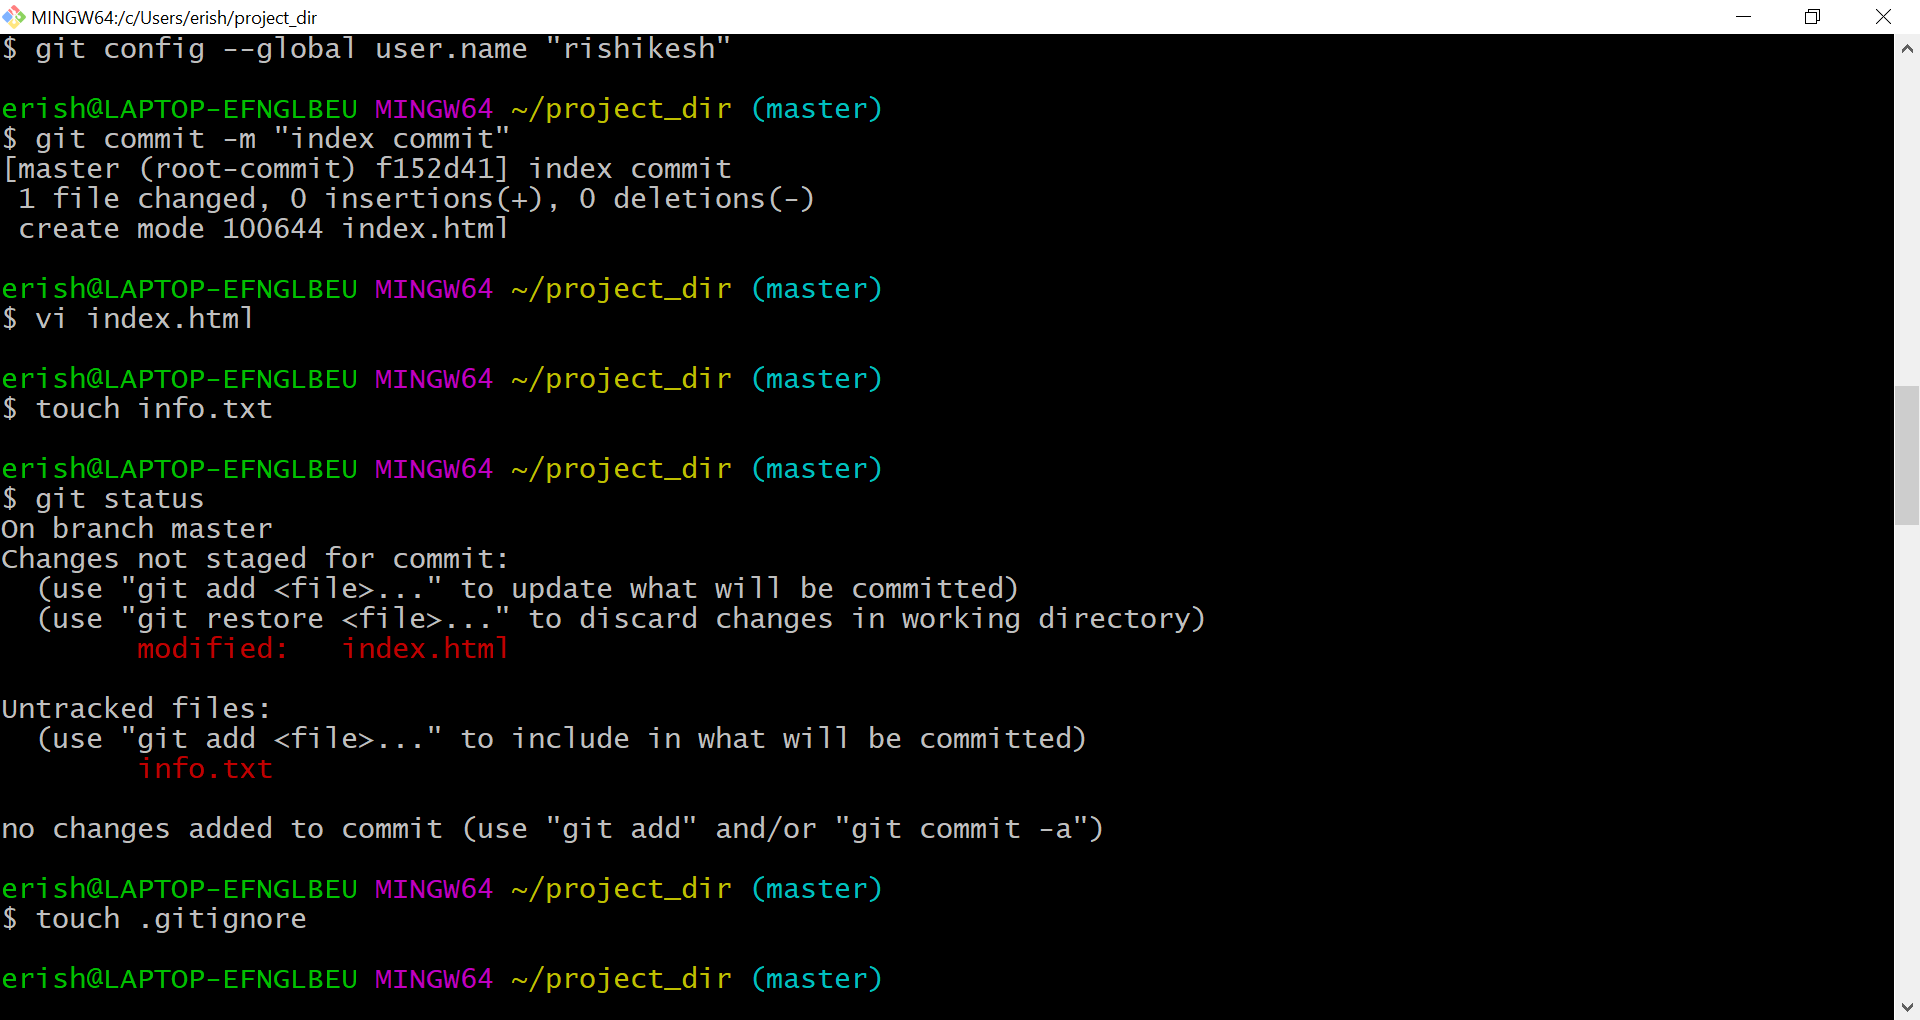 MINGW64:/c/Users/erish/project_dir
$ git config --global user.name "rishikesh"
erish@LAPTOP-EFNGLBEU MINGW64 ~/project_dir (master)
$ git commit -m "index commit"
[master (root-commit) f152d41] index commit
 1 file changed, 0 insertions(+), 0 deletions(-)
 create mode 100644 index.html
erish@LAPTOP-EFNGLBEU MINGW64 ~/project_dir (master)
$ vi index.html
erish@LAPTOP-EFNGLBEU MINGW64 ~/project_dir (master)
$ touch info.txt
erish@LAPTOP-EFNGLBEU MINGW64 ~/project_dir (master)
$ git status
On branch master
Changes not staged for commit:
  (use "git add <file>..." to update what will be committed)
  (use "git restore <file>..." to discard changes in working directory)
        modified:   index.html
Untracked files:
  (use "git add <file>..." to include in what will be committed)
        info.txt
no changes added to commit (use "git add" and/or "git commit -a")
erish@LAPTOP-EFNGLBEU MINGW64 ~/project_dir (master)
$ touch .gitignore
erish@LAPTOP-EFNGLBEU MINGW64 ~/project_dir (master)